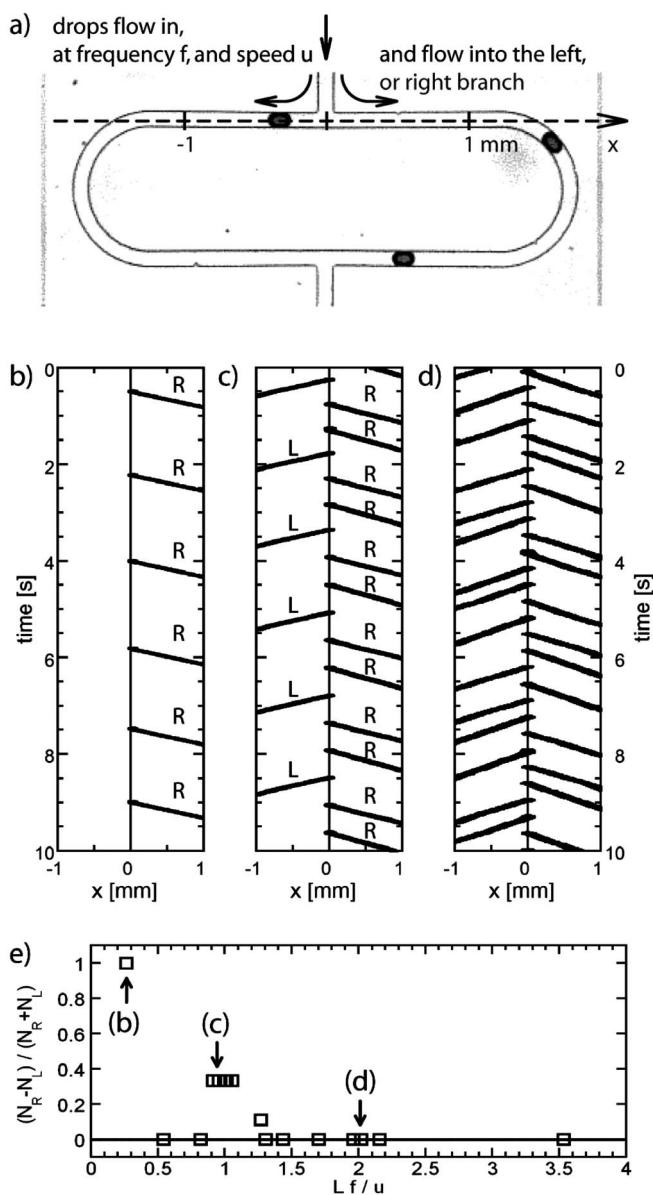 a) drops flow in,
at frequency f, and speed u
and flow into the left,
or right branch
-1
1 mm
x
b)
c)
d)
0
2
4
6
8
10
time [s]
R
R
R
R
R
R
L
L
L
L
L
R
R
R
R
R
R
R
R
R
R
R
R
0
2
4
6
8
10
time [s]
-1 0 1
-1 0 1
-1 0 1
x [mm]
x [mm]
x [mm]
e)
(N_R-N_L) / (N_R+N_L)
1
0.8
0.6
0.4
0.2
0
(b)
(c)
(d)
0 0.5 1 1.5 2 2.5 3 3.5 4
L f / u